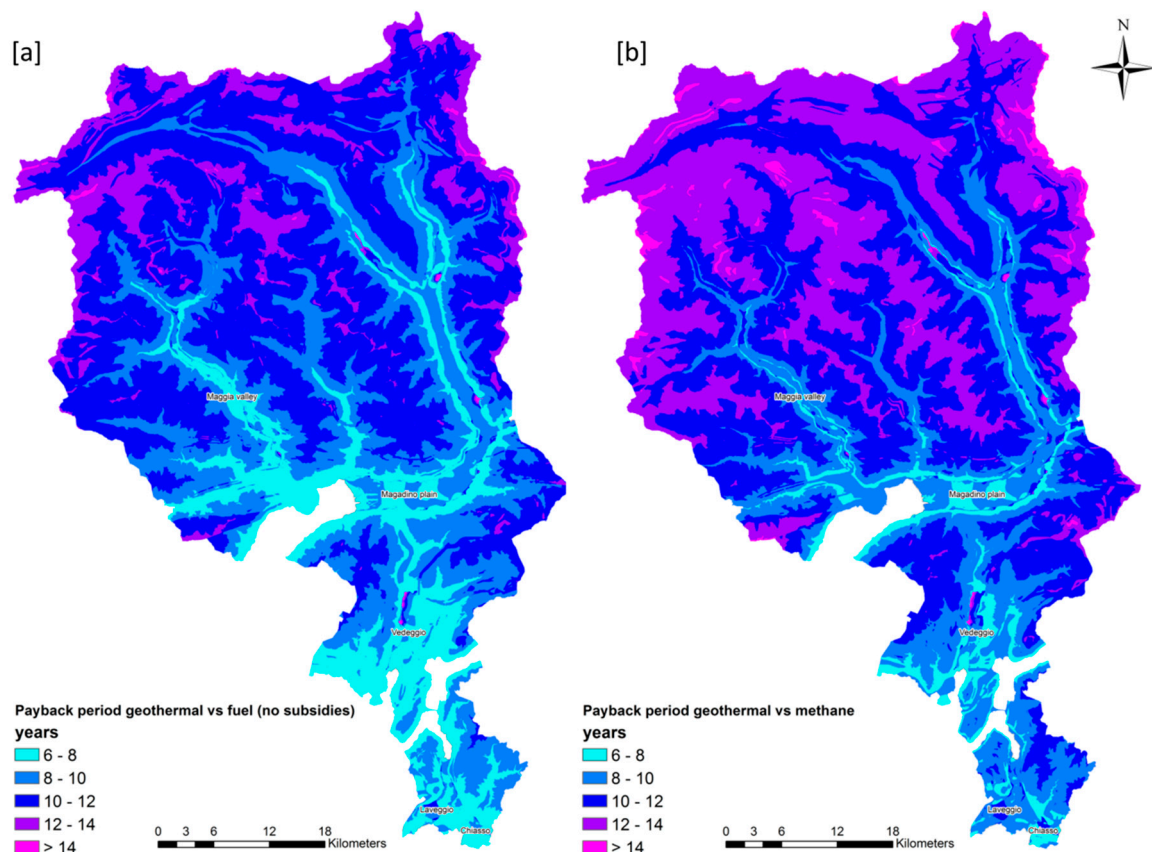 [a]
[b]
N
Maggia valley
Magadino plain
Vedeggio
Laveggio
Chiasso
Payback period geothermal vs fuel (no subsidies)
years
6 - 8
8 - 10
10 - 12
12 - 14
> 14
0 3 6 12 18
Kilometers
Maggia valley
Magadino plain
Vedeggio
Laveggio
Chiasso
Payback period geothermal vs methane
years
6 - 8
8 - 10
10 - 12
12 - 14
> 14
0 3 6 12 18
Kilometers